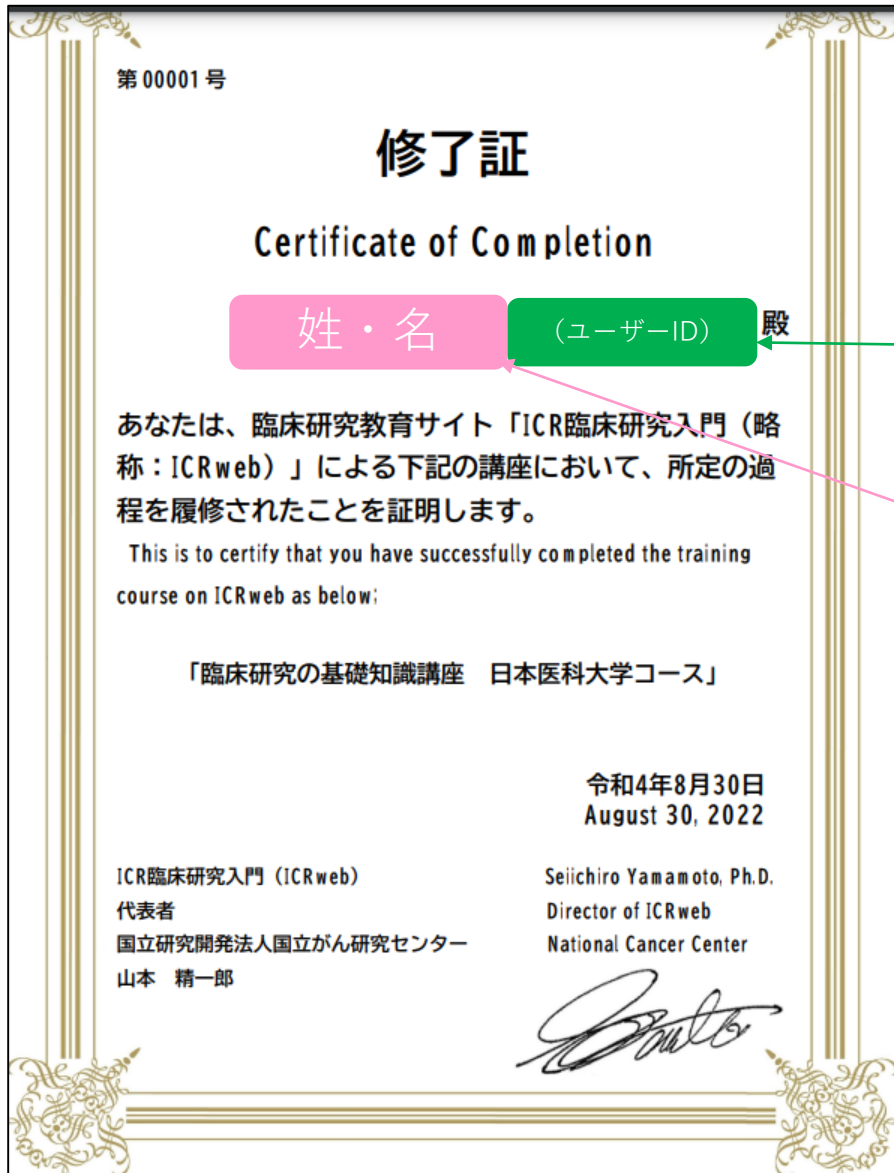 第00001号
修了証
Certificate of Completion
姓・名 (ユーザーID) 殿
あなたは、臨床研究教育サイト「ICR臨床研究入門（略
称：ICRweb）」による下記の講座において、所定の過
程を履修されたことを証明します。
This is to certify that you have successfully completed the training
course on ICRweb as below;
「臨床研究の基礎知識講座　日本医科大学コース」
令和4年8月30日
August 30, 2022
ICR臨床研究入門（ICRweb）
代表者
国立研究開発法人国立がん研究センター
山本　精一郎
Seiichiro Yamamoto, Ph.D.
Director of ICRweb
National Cancer Center